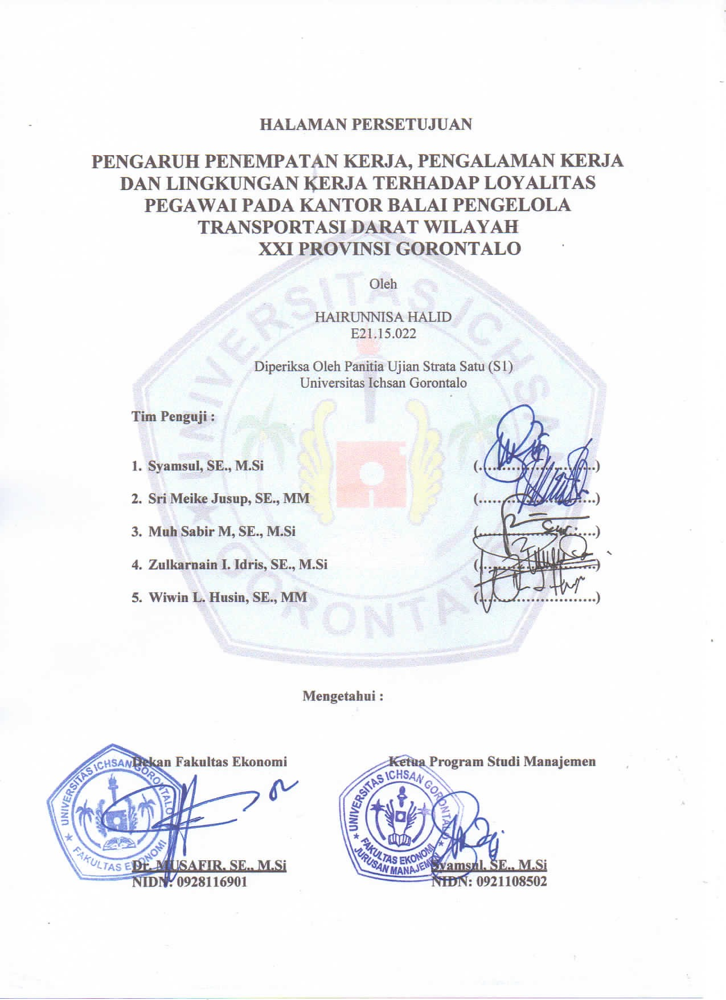 HALAMAN PERSETUJUAN
PENGARUH PENEMPATAN KERJA, PENGALAMAN KERJA
DAN LINGKUNGAN KERJA TERHADAP LOYALITAS
PEGAWAI PADA KANTOR BALAI PENGELOLA
TRANSPORTASI DARAT WILAYAH
XXI PROVINSI GORONTALO
Oleh
HAIRUNNISA HALID
E21.15.022
Diperiksa Oleh Panitia Ujian Strata Satu (S1)
Universitas Ichsan Gorontalo
UNIVERSITAS ICHSAN
GORONTALO
Tim Penguji :
1. Syamsul, SE., M.Si (..............................)
2. Sri Meike Jusup, SE., MM (..............................)
3. Muh Sabir M, SE., M.Si (..............................)
4. Zulkarnain I. Idris, SE., M.Si (..............................)
5. Wiwin L. Husin, SE., MM (..............................)
Mengetahui :
Dekan Fakultas Ekonomi Ketua Program Studi Manajemen
UNIVERSITAS ICHSAN GORONTALO
FAKULTAS EKONOMI
UNIVERSITAS ICHSAN GORONTALO
FAKULTAS EKONOMI
JURUSAN MANAJEMEN
Dr. MUSAFIR, SE., M.Si Syamsul, SE., M.Si
NIDN: 0928116901 NIDN: 0921108502